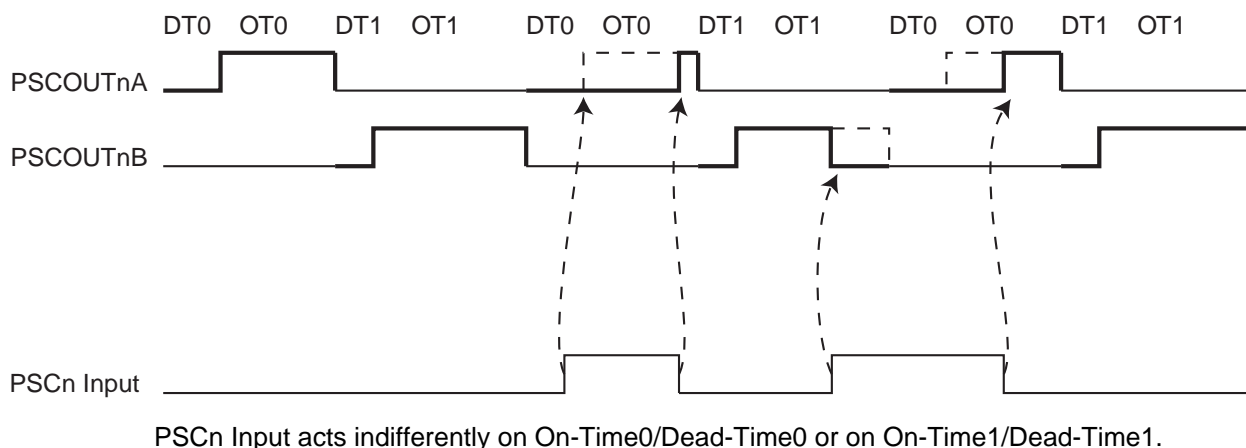 DT0 OT0 DT1 OT1 DT0 OT0 DT1 OT1 DT0 OT0 DT1 OT1
PSCOUTnA
PSCOUTnB
PSCn Input
PSCn Input acts indifferently on On-Time0/Dead-Time0 or on On-Time1/Dead-Time1.